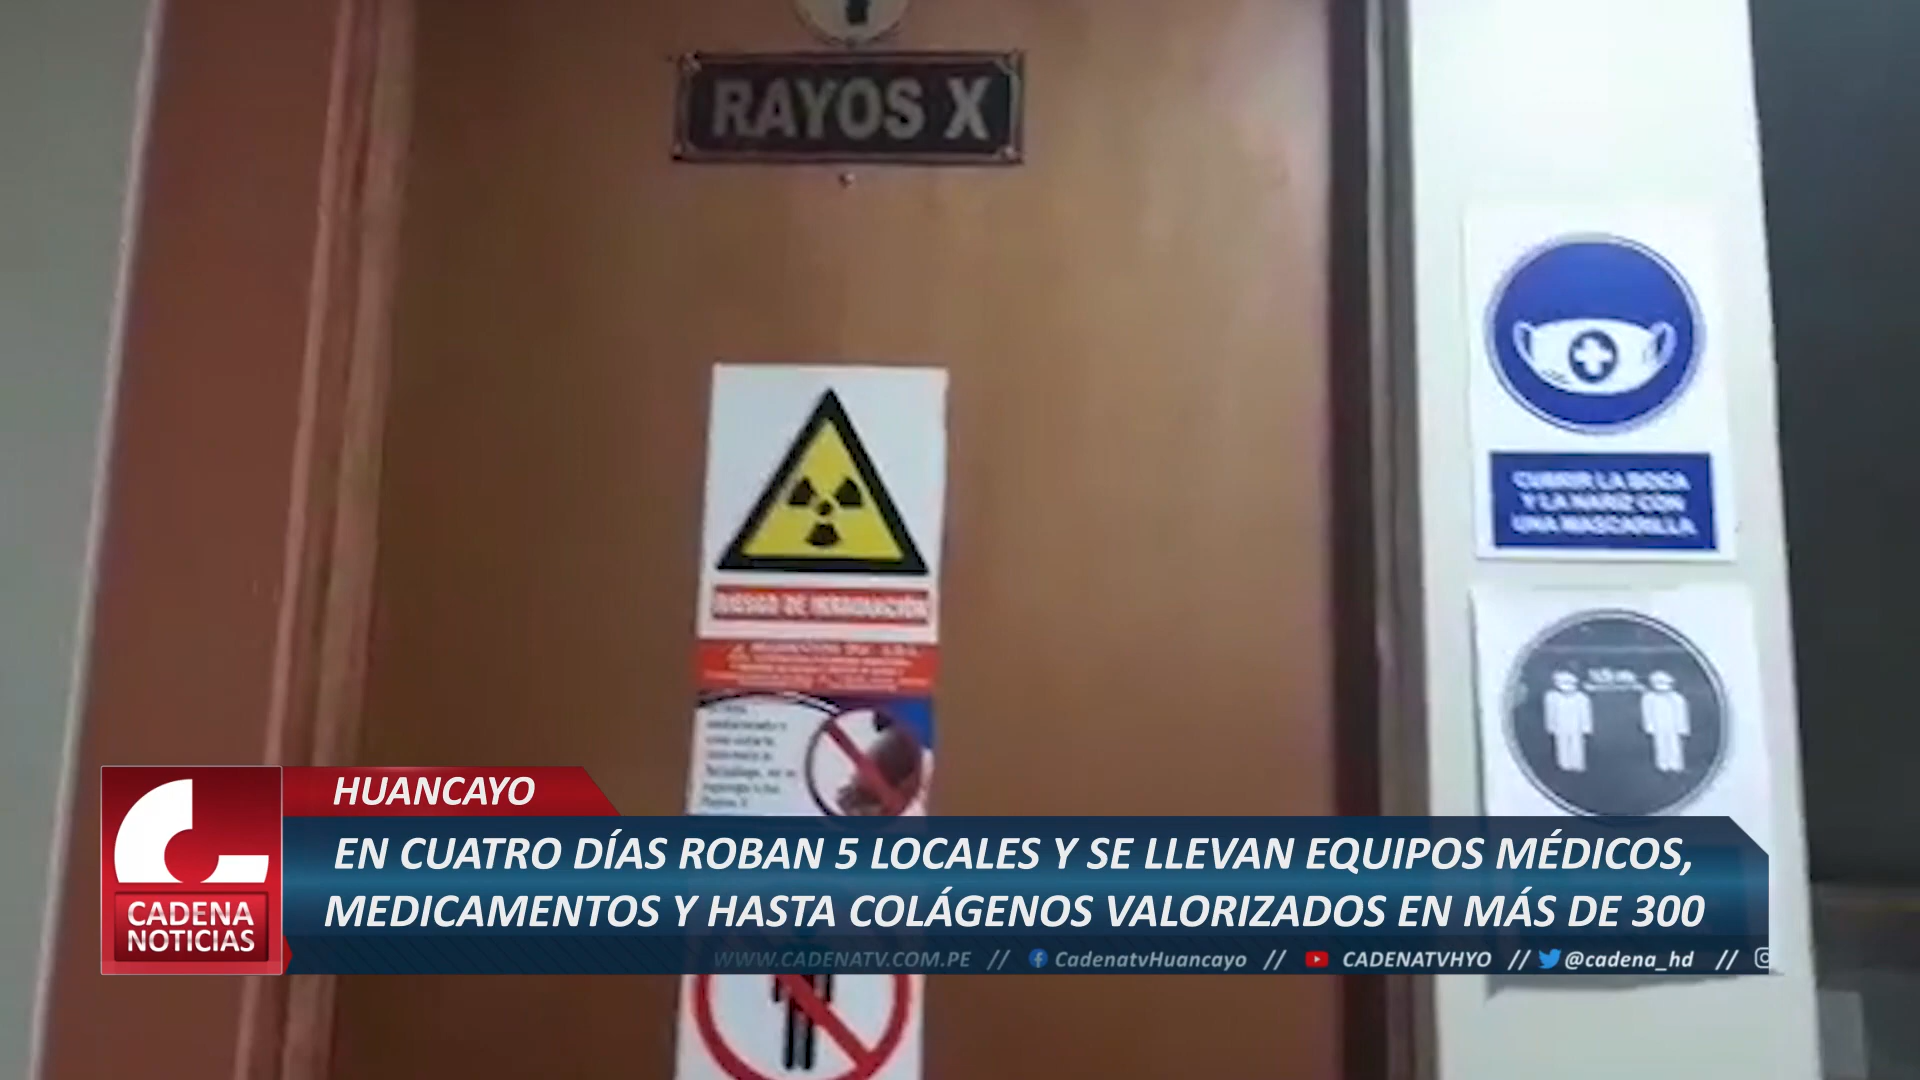 RAYOS X
CUBRIR LA BOCA
Y LA NARIZ CON
UNA MASCARILLA
RIESGO DE IRRADIACIÓN
HUANCAYO
EN CUATRO DÍAS ROBAN 5 LOCALES Y SE LLEVAN EQUIPOS MÉDICOS,
MEDICAMENTOS Y HASTA COLÁGENOS VALORIZADOS EN MÁS DE 300
CADENA
NOTICIAS
WWW.CADENATV.COM.PE // CadenatvHuancayo // CADENATVHYO // @cadena_hd //